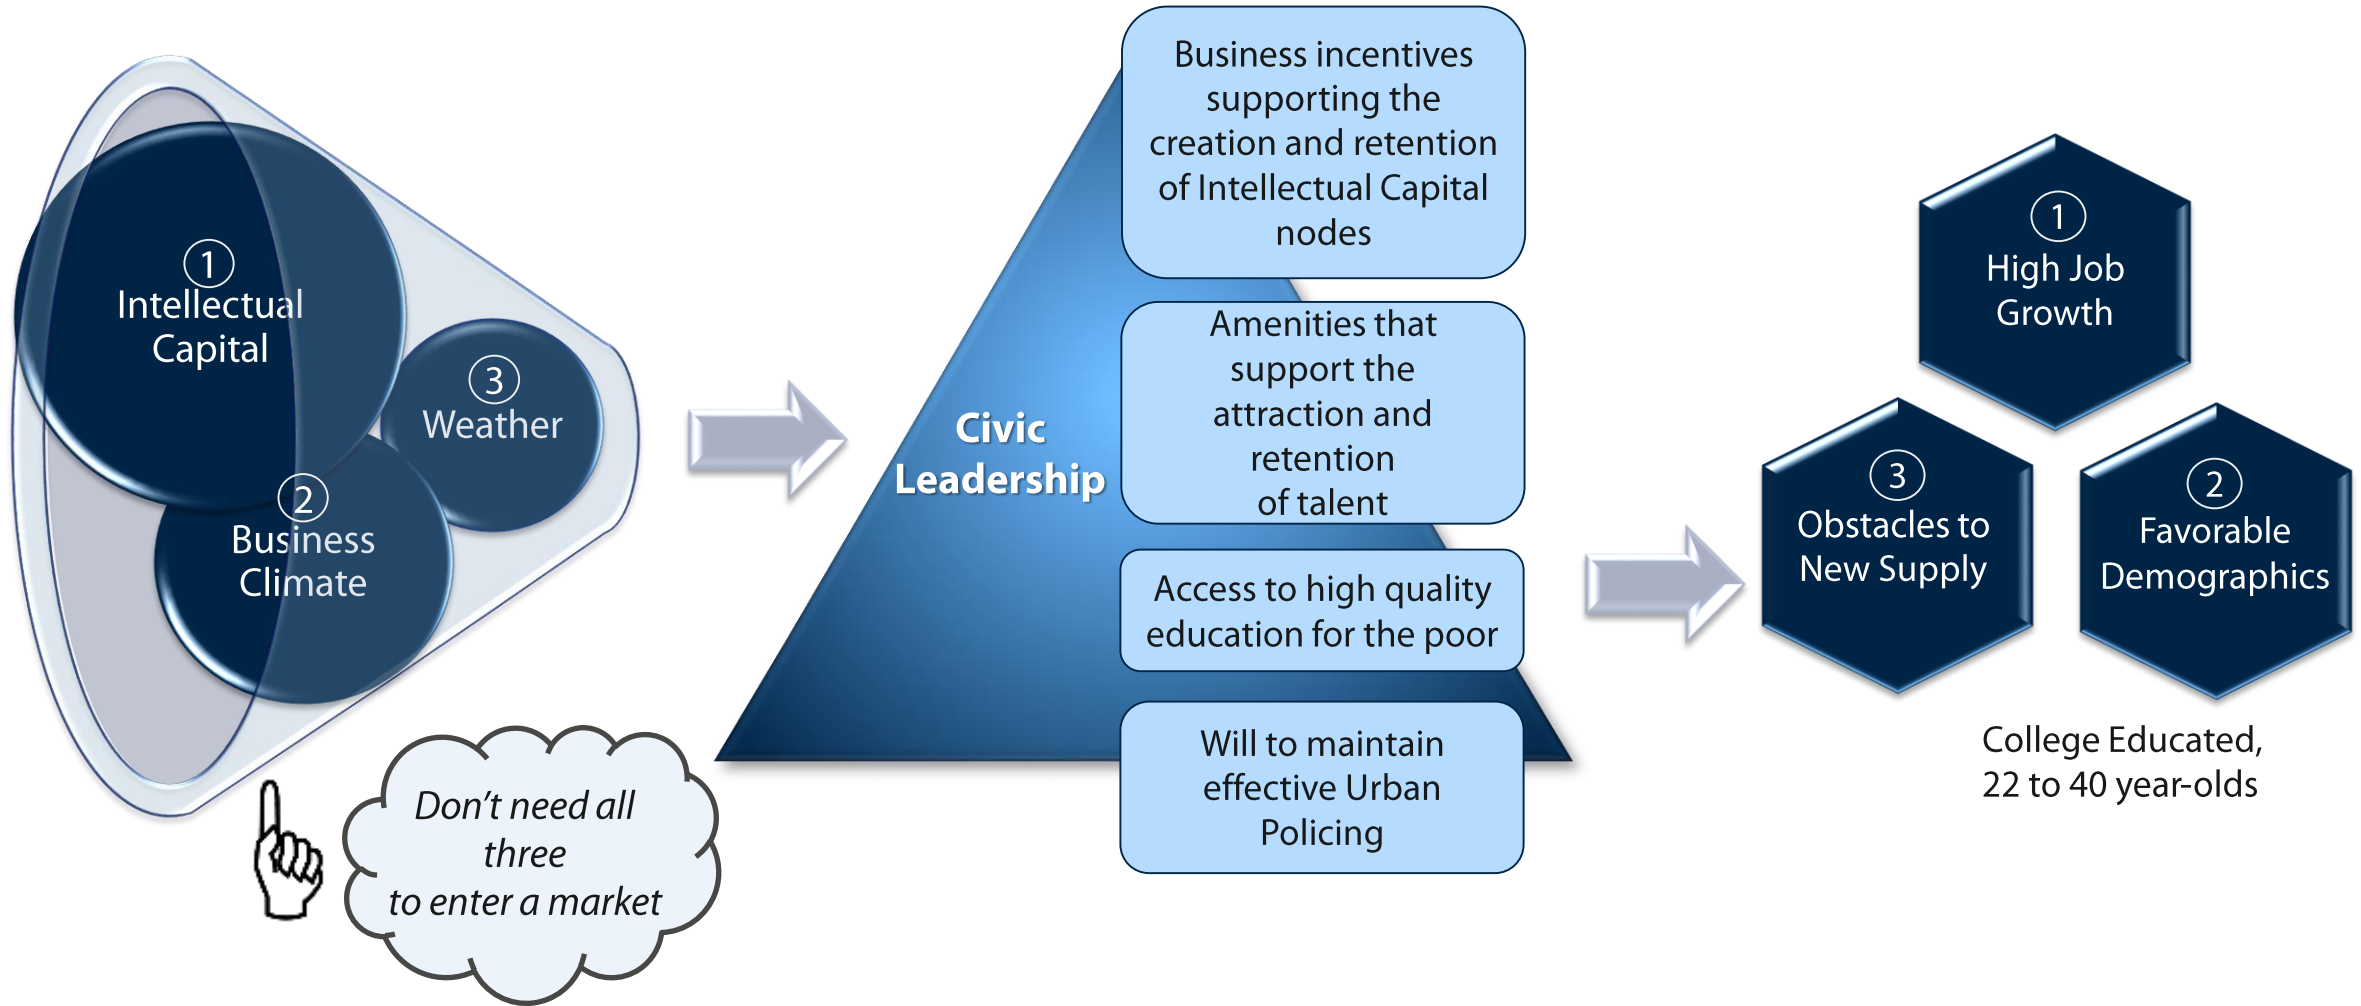 1
Intellectual
Capital
3
Weather
2
Business
Climate
Don't need all
three
to enter a market
Civic
Leadership
Business incentives
supporting the
creation and retention
of Intellectual Capital
nodes
Amenities that
support the
attraction and
retention
of talent
Access to high quality
education for the poor
Will to maintain
effective Urban
Policing
1
High Job
Growth
3
Obstacles to
New Supply
2
Favorable
Demographics
College Educated,
22 to 40 year-olds